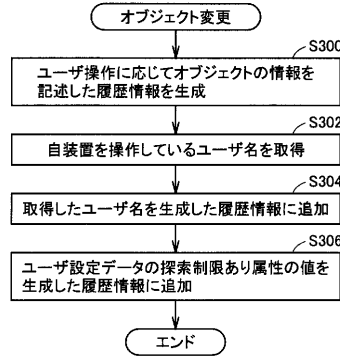 オブジェクト変更
S300
ユーザ操作に応じてオブジェクトの情報を
記述した履歴情報を生成
S302
自装置を操作しているユーザ名を取得
S304
取得したユーザ名を生成した履歴情報に追加
S306
ユーザ設定データの探索制限あり属性の値を
生成した履歴情報に追加
エンド